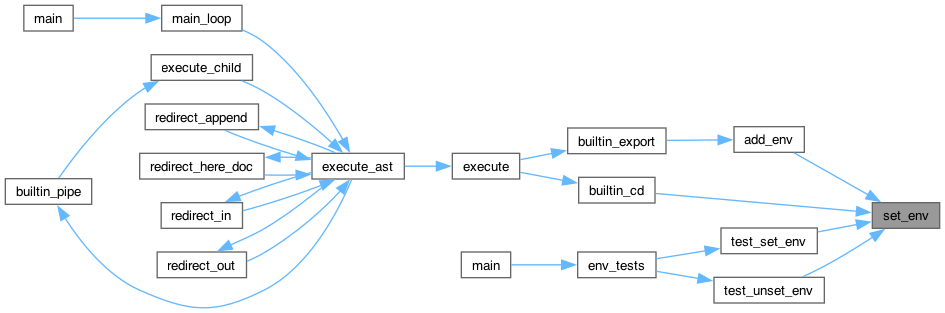 main
main_loop
execute_child
redirect_append
builtin_export
add_env
redirect_here_doc
execute_ast
execute
builtin_pipe
builtin_cd
redirect_in
set_env
test_set_env
redirect_out
main
env_tests
test_unset_env